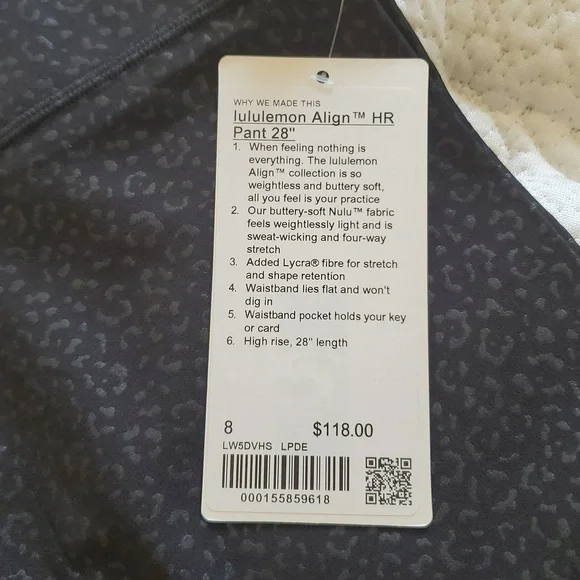 WHY WE MADE THIS
lululemon Align™ HR
Pant 28"
1. When feeling nothing is
everything. The lululemon
Align™ collection is so
weightless and buttery soft,
all you feel is your practice
2. Our buttery-soft Nulu™ fabric
feels weightlessly light and is
sweat-wicking and four-way
stretch
3. Added Lycra® fibre for stretch
and shape retention
4. Waistband lies flat and won't
dig in
5. Waistband pocket holds your key
or card
6. High rise, 28" length
8 $118.00
LW5DVHS LPDE
000155859618